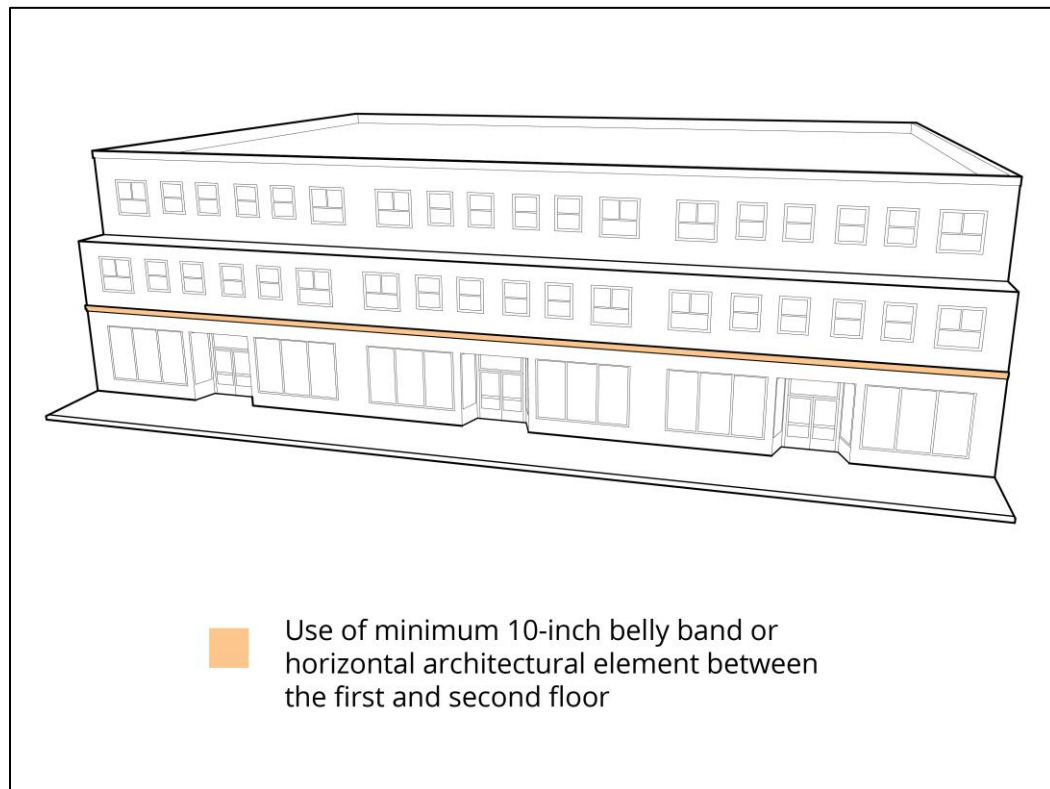 Use of minimum 10-inch belly band or
horizontal architectural element between
the first and second floor